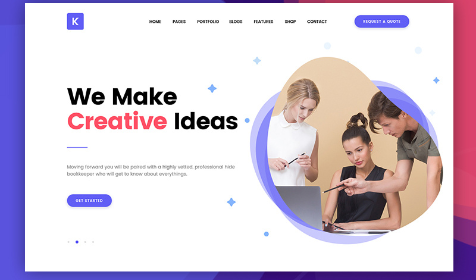 K
HOME PAGES PORTFOLIO BLOGS FEATURES SHOP CONTACT
REQUEST A QUOTE
We Make
Creative Ideas
Moving forward you will be paired with a highly vetted, professional hide
bookkeeper who will get to know about everythings.
GET STARTED